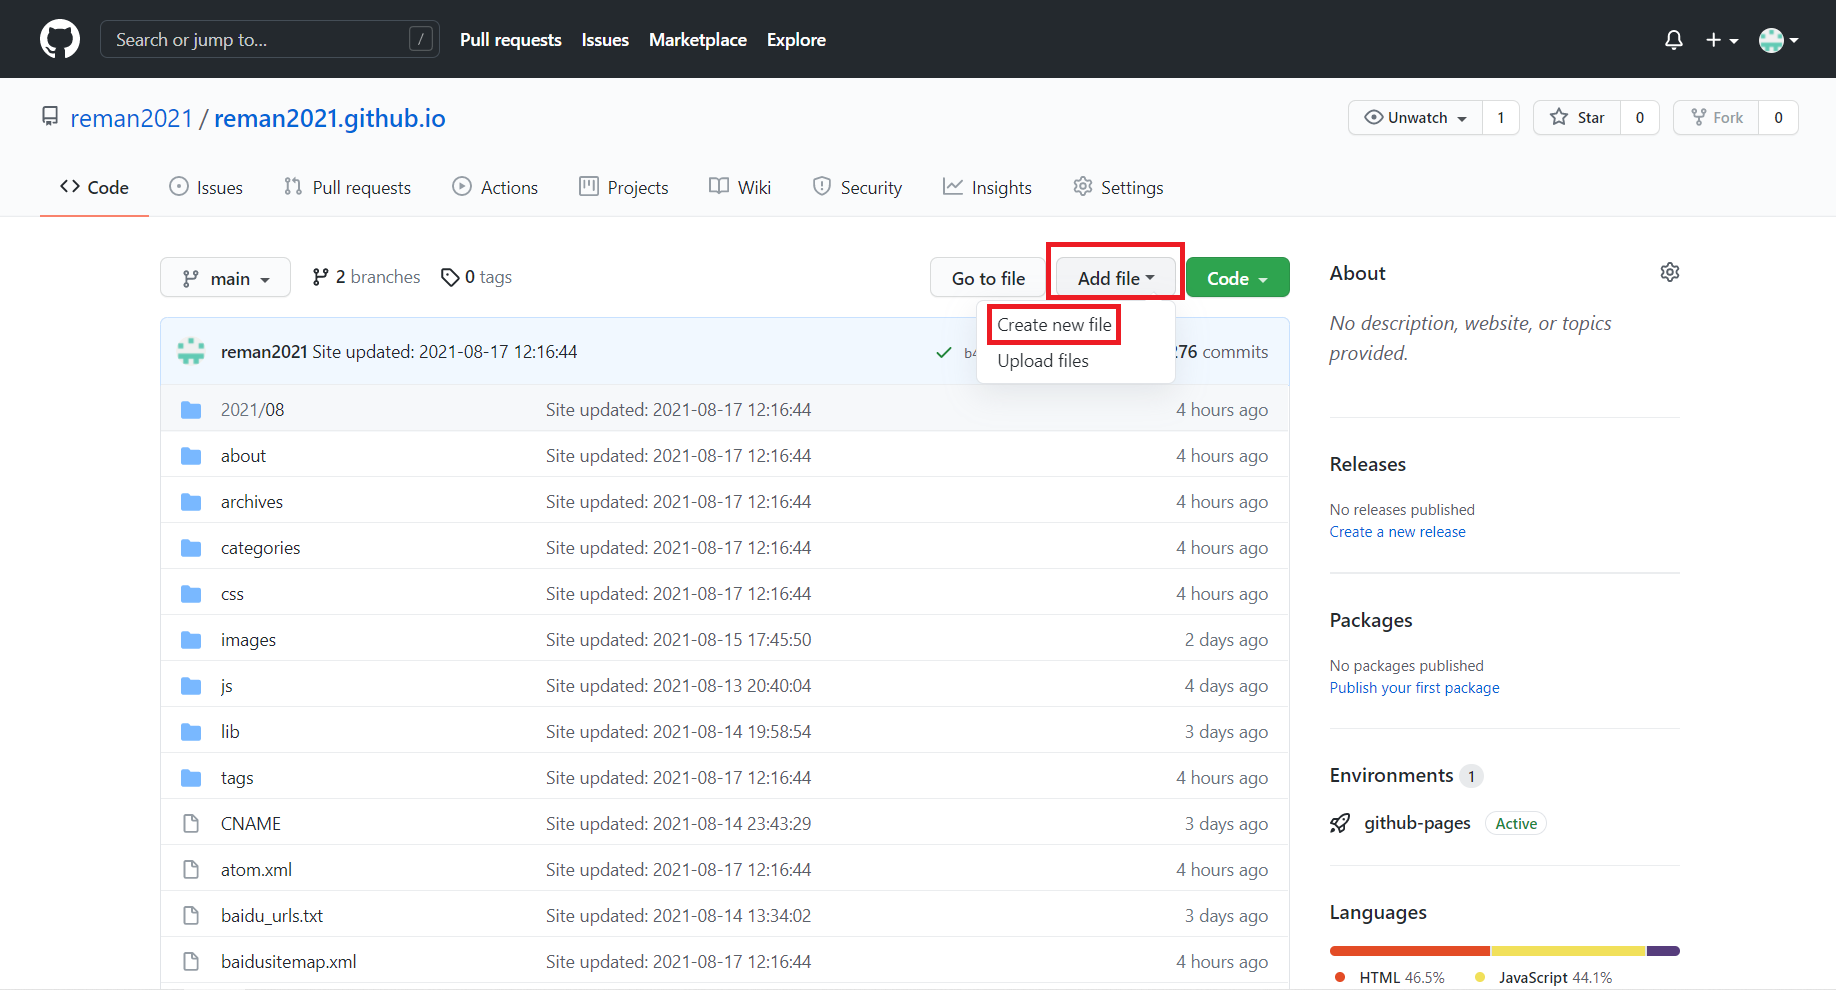 Search or jump to... /
Pull requests Issues Marketplace Explore
reman2021 / reman2021.github.io
Unwatch 1 Star 0 Fork 0
Code Issues Pull requests Actions Projects Wiki Security Insights Settings
main 2 branches 0 tags
Go to file Add file Code
Create new file
Upload files
reman2021 Site updated: 2021-08-17 12:16:44
276 commits
2021/08 Site updated: 2021-08-17 12:16:44 4 hours ago
about Site updated: 2021-08-17 12:16:44 4 hours ago
archives Site updated: 2021-08-17 12:16:44 4 hours ago
categories Site updated: 2021-08-17 12:16:44 4 hours ago
css Site updated: 2021-08-17 12:16:44 4 hours ago
images Site updated: 2021-08-15 17:45:50 2 days ago
js Site updated: 2021-08-13 20:40:04 4 days ago
lib Site updated: 2021-08-14 19:58:54 3 days ago
tags Site updated: 2021-08-17 12:16:44 4 hours ago
CNAME Site updated: 2021-08-14 23:43:29 3 days ago
atom.xml Site updated: 2021-08-17 12:16:44 4 hours ago
baidu_urls.txt Site updated: 2021-08-14 13:34:02 3 days ago
baidusitemap.xml Site updated: 2021-08-17 12:16:44 4 hours ago
About
No description, website, or topics
provided.
Releases
No releases published
Create a new release
Packages
No packages published
Publish your first package
Environments 1
github-pages Active
Languages
HTML 46.5% JavaScript 44.1%